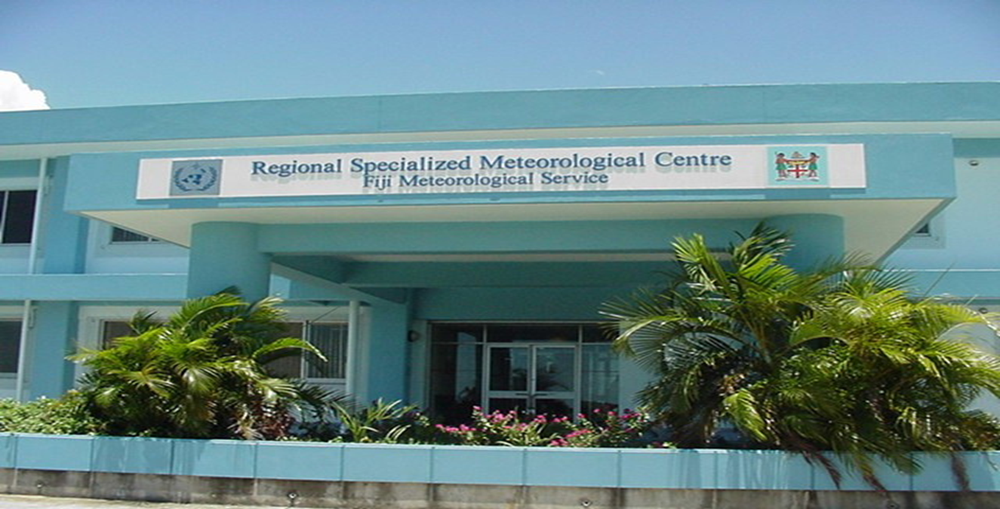 Regional Specialized Meteorological Centre
Fiji Meteorological Service